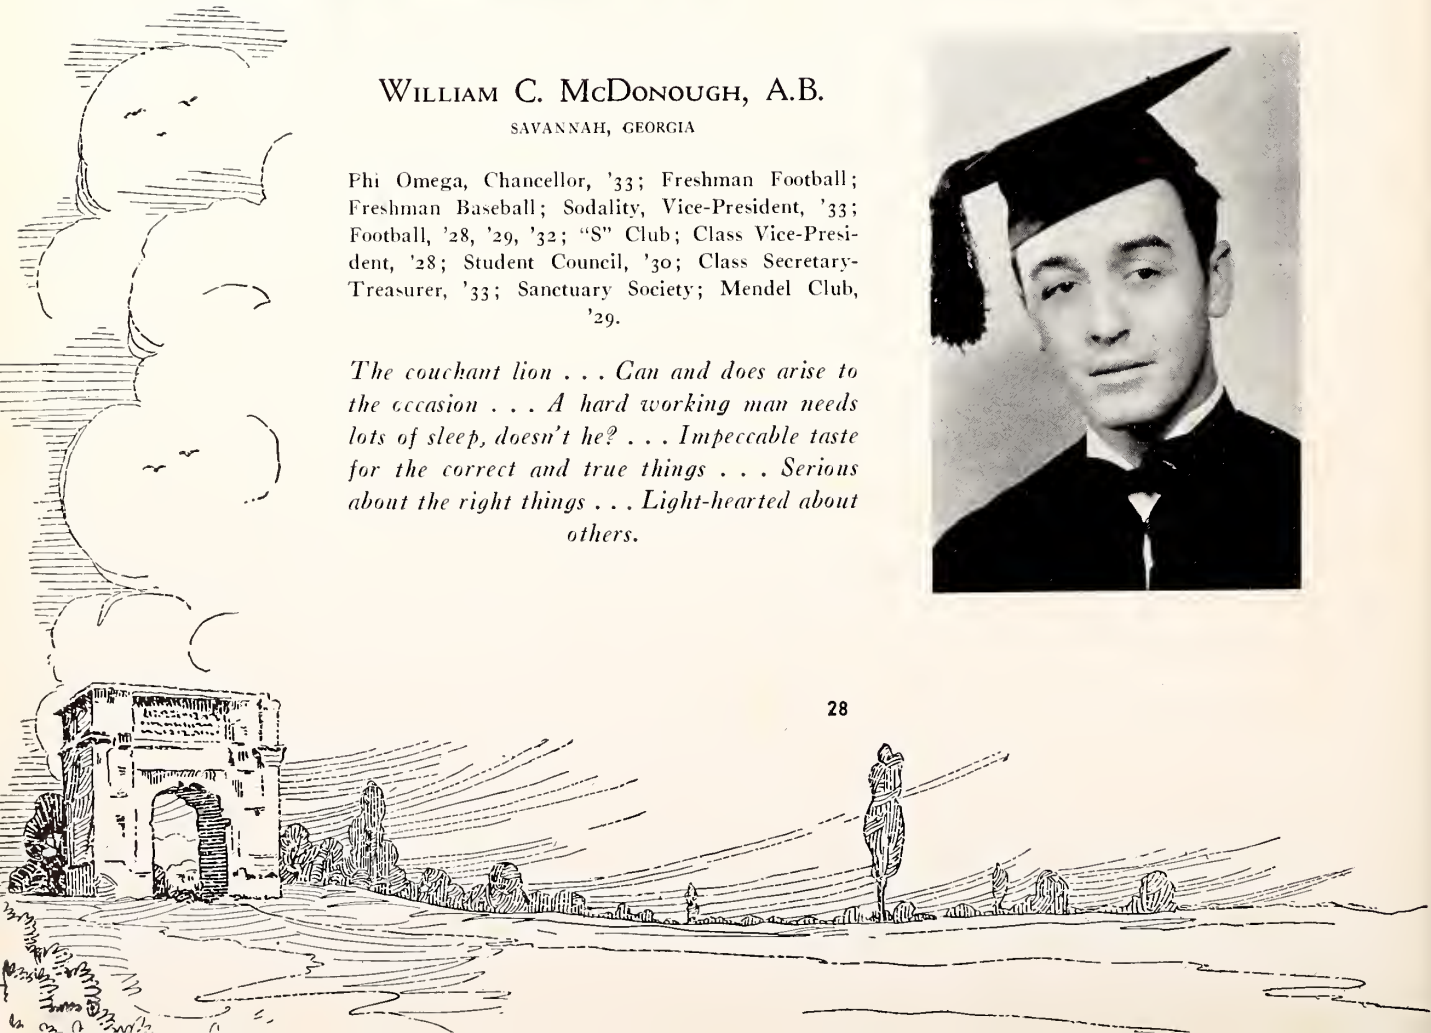 William C. McDonough, A.B.
SAVANNAH, GEORGIA
Phi Omega, Chancellor, '33; Freshman Football;
Freshman Baseball; Sodality, Vice-President, '33;
Football, '28, '29, '32; “S” Club; Class Vice-Presi-
dent, '28; Student Council, '30; Class Secretary-
Treasurer, '33; Sanctuary Society; Mendel Club,
'29.
The couchant lion . . . Can and does arise to
the occasion . . . A hard working man needs
lots of sleep, doesn't he? . . . Impeccable taste
for the correct and true things . . . Serious
about the right things . . . Light-hearted about
others.
28